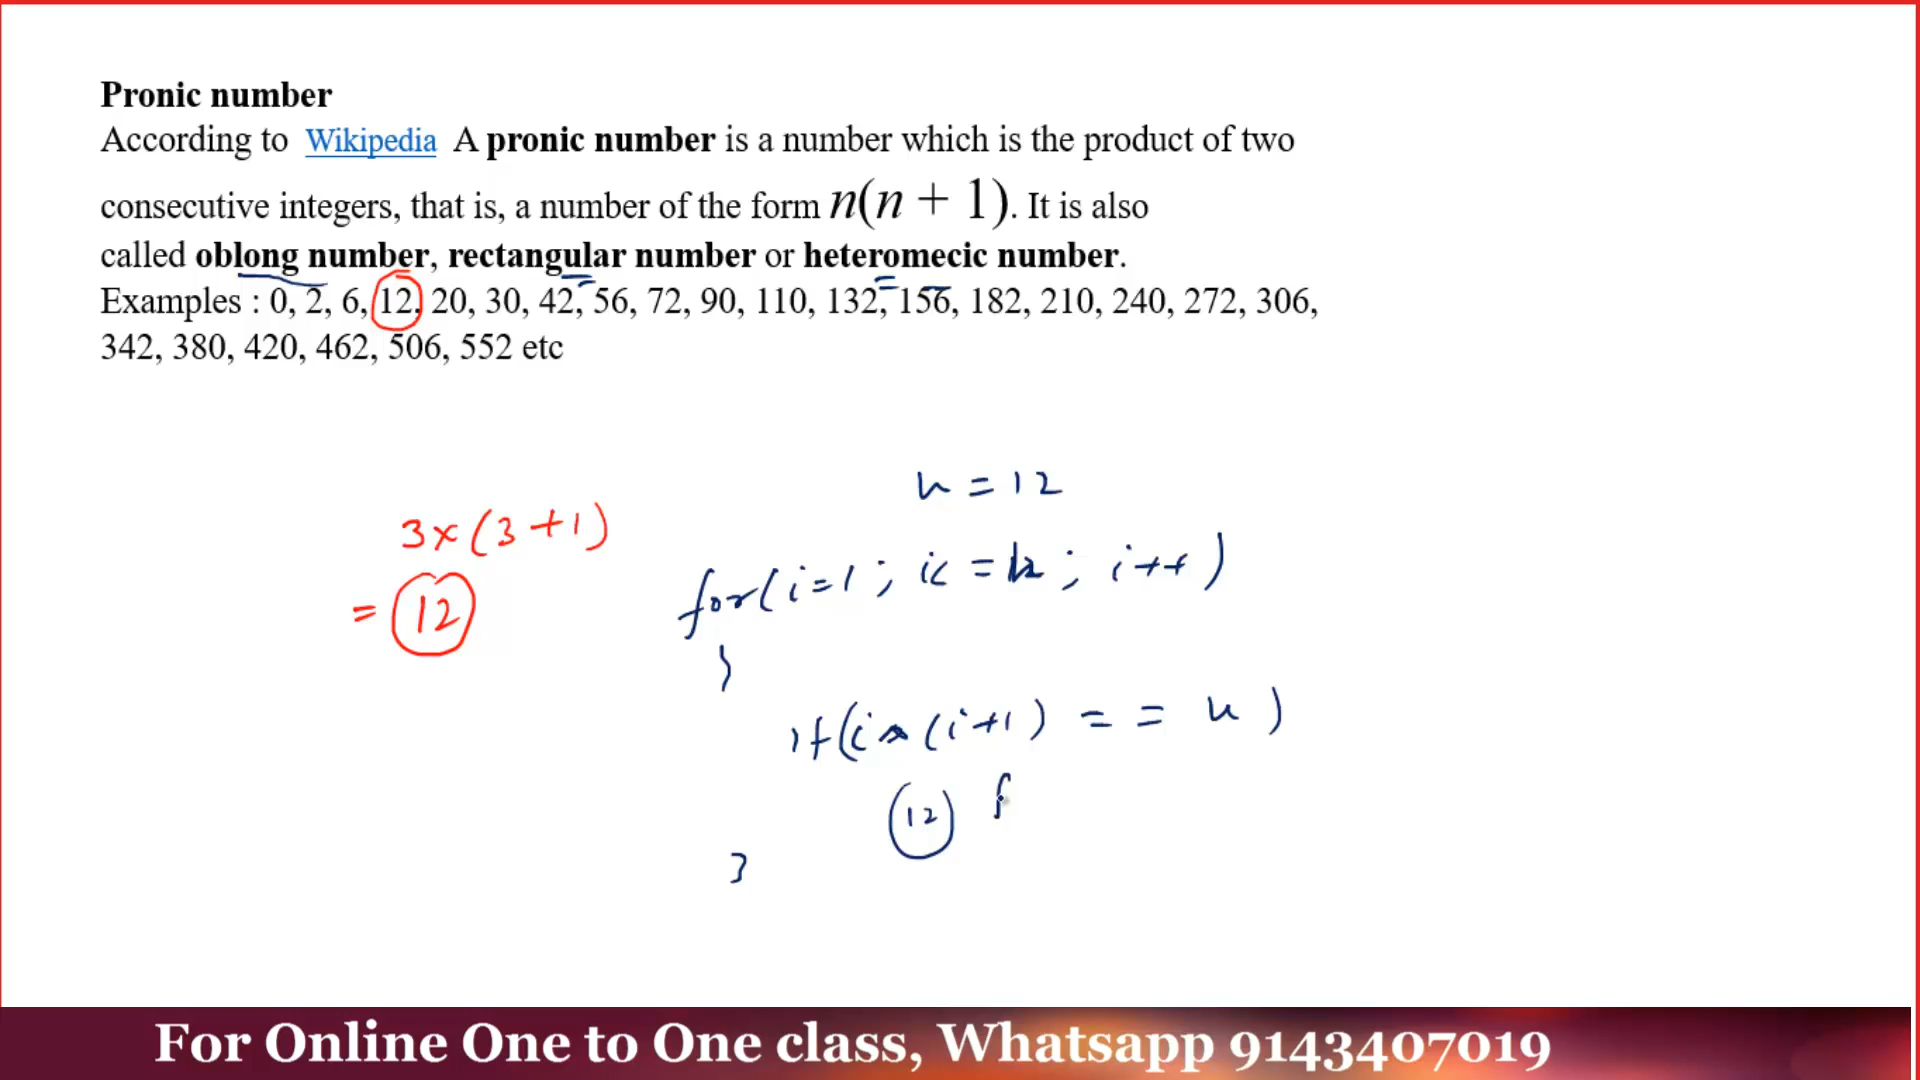 Pronic number
According to Wikipedia A pronic number is a number which is the product of two
consecutive integers, that is, a number of the form n(n + 1). It is also
called oblong number, rectangular number or heteromecic number.
Examples : 0, 2, 6, 12, 20, 30, 42, 56, 72, 90, 110, 132, 156, 182, 210, 240, 272, 306,
342, 380, 420, 462, 506, 552 etc
n = 12
3x(3+1)
= 12
for(i=1; i< = n; i++)
{
if(i*(i+1) = = n)
12 f
}
For Online One to One class, Whatsapp 9143407019